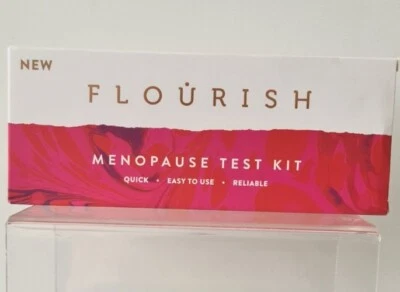 NEW
FLOURISH
MENOPAUSE TEST KIT
QUICK • EASY TO USE • RELIABLE